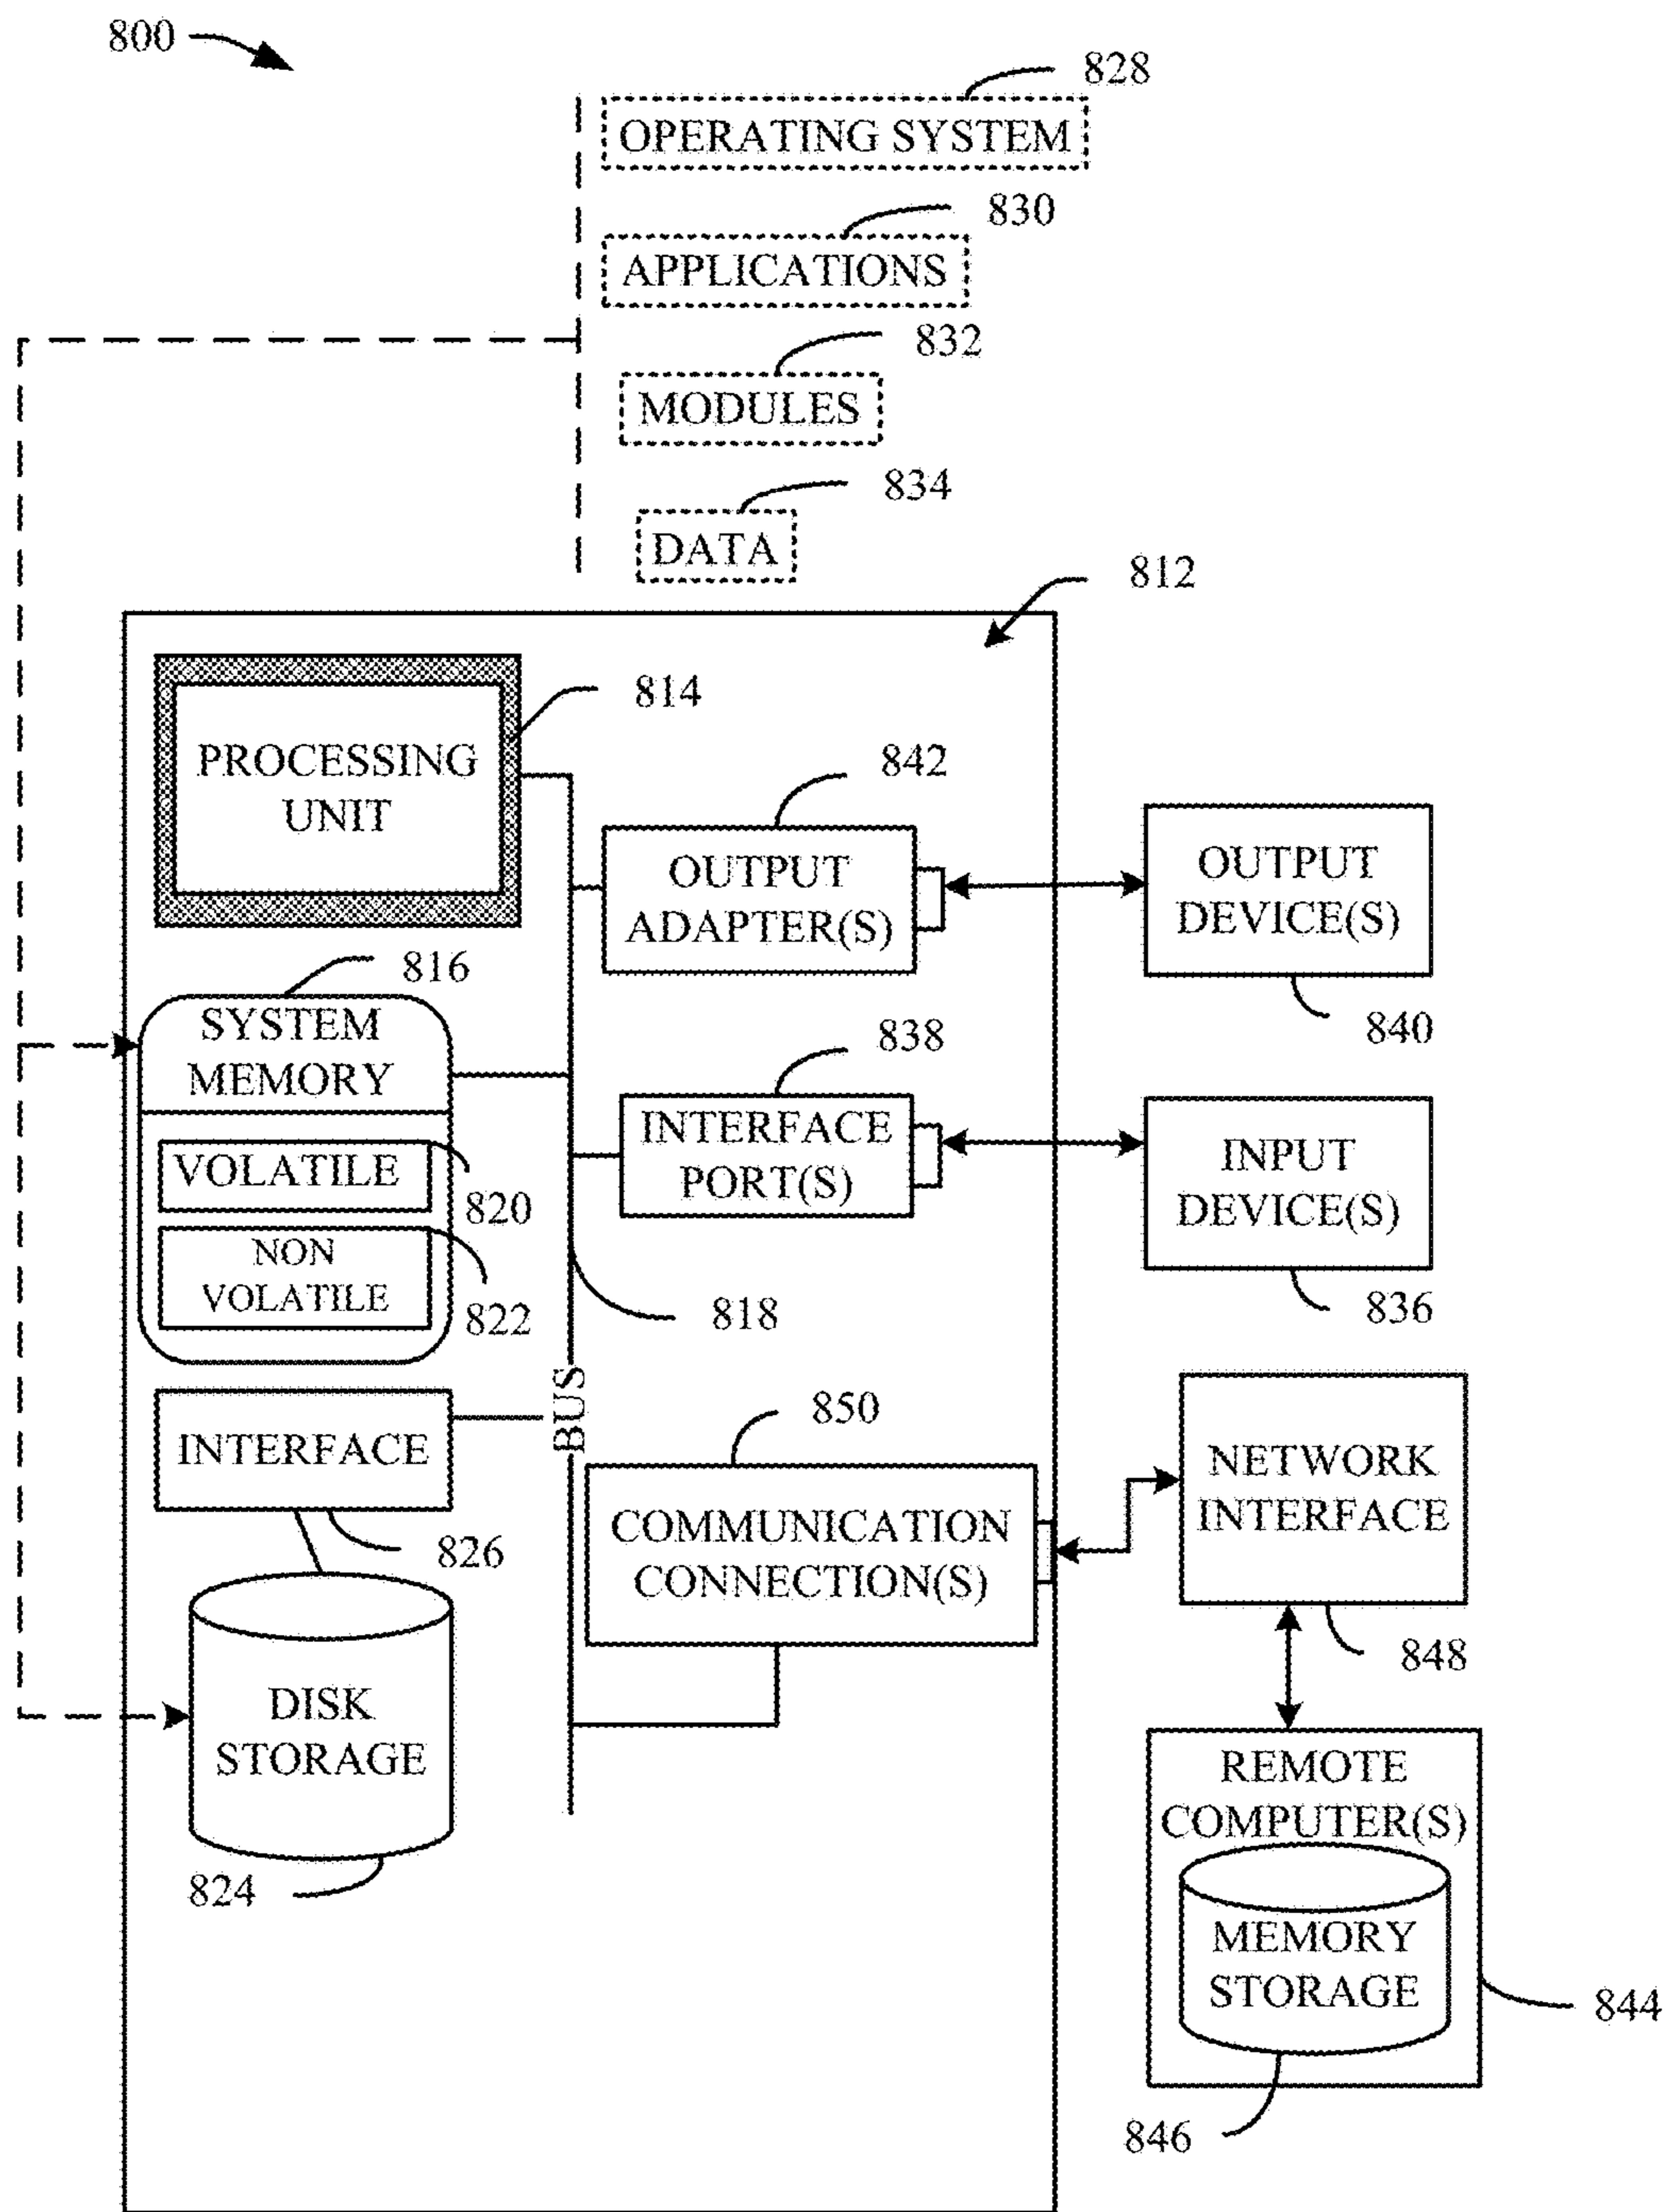 800
828
OPERATING SYSTEM
830
APPLICATIONS
832
MODULES
834
DATA
812
814
PROCESSING
UNIT
842
OUTPUT
ADAPTER(S)
OUTPUT
DEVICE(S)
840
816
SYSTEM
MEMORY
VOLATILE
820
NON
VOLATILE
822
838
INTERFACE
PORT(S)
INPUT
DEVICE(S)
836
818
BUS
INTERFACE
826
850
COMMUNICATION
CONNECTION(S)
NETWORK
INTERFACE
848
DISK
STORAGE
824
REMOTE
COMPUTER(S)
MEMORY
STORAGE
844
846